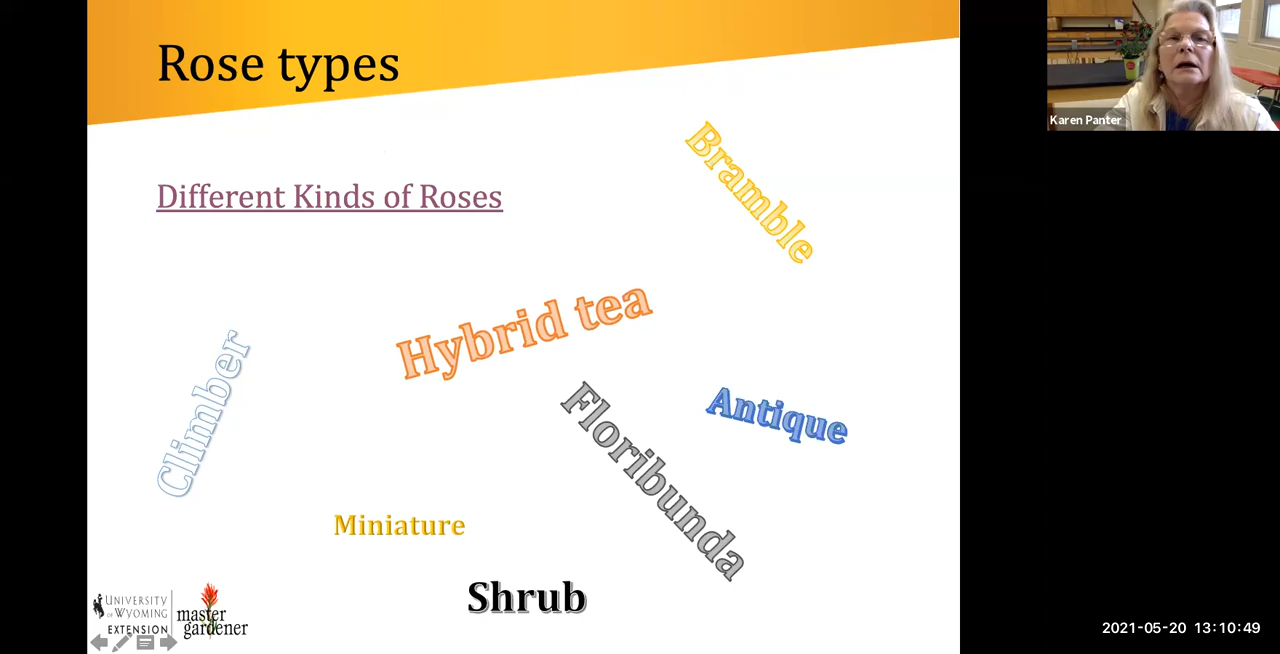 Rose types
Karen Panter
Different Kinds of Roses
Bramble
Hybrid tea
Climber
Antique
Floribunda
Miniature
Shrub
UNIVERSITY
OF WYOMING
EXTENSION
master
gardener
2021-05-20 13:10:49